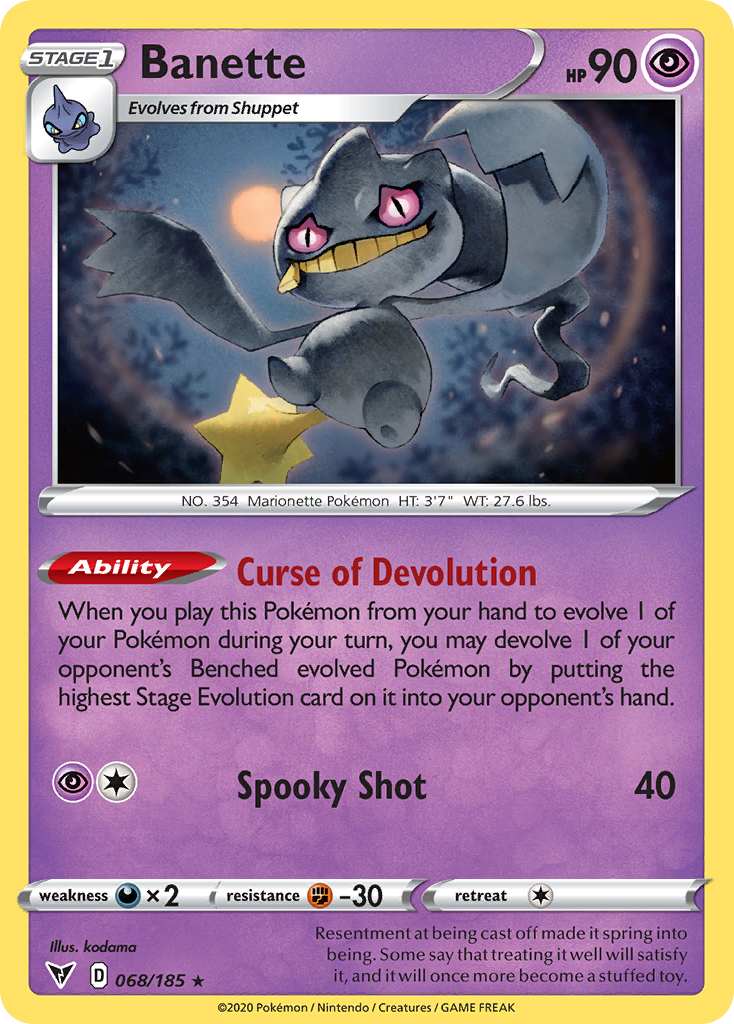 STAGE 1
Banette
HP 90
Evolves from Shuppet
NO. 354 Marionette Pokémon HT: 3'7" WT: 27.6 lbs.
Ability
Curse of Devolution
When you play this Pokémon from your hand to evolve 1 of
your Pokémon during your turn, you may devolve 1 of your
opponent's Benched evolved Pokémon by putting the
highest Stage Evolution card on it into your opponent's hand.
Spooky Shot 40
weakness ×2 resistance -30 retreat
Illus. kodama
Resentment at being cast off made it spring into
being. Some say that treating it well will satisfy
it, and it will once more become a stuffed toy.
D 068/185 ★
©2020 Pokémon / Nintendo / Creatures / GAME FREAK